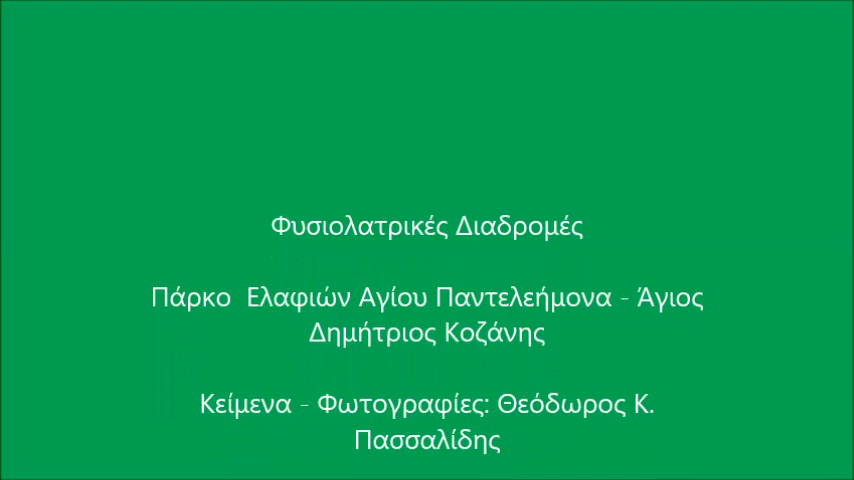 Φυσιολατρικές Διαδρομές
Πάρκο  Ελαφιών Αγίου Παντελεήμονα - Άγιος
Δημήτριος Κοζάνης
Κείμενα - Φωτογραφίες: Θεόδωρος Κ.
Πασσαλίδης